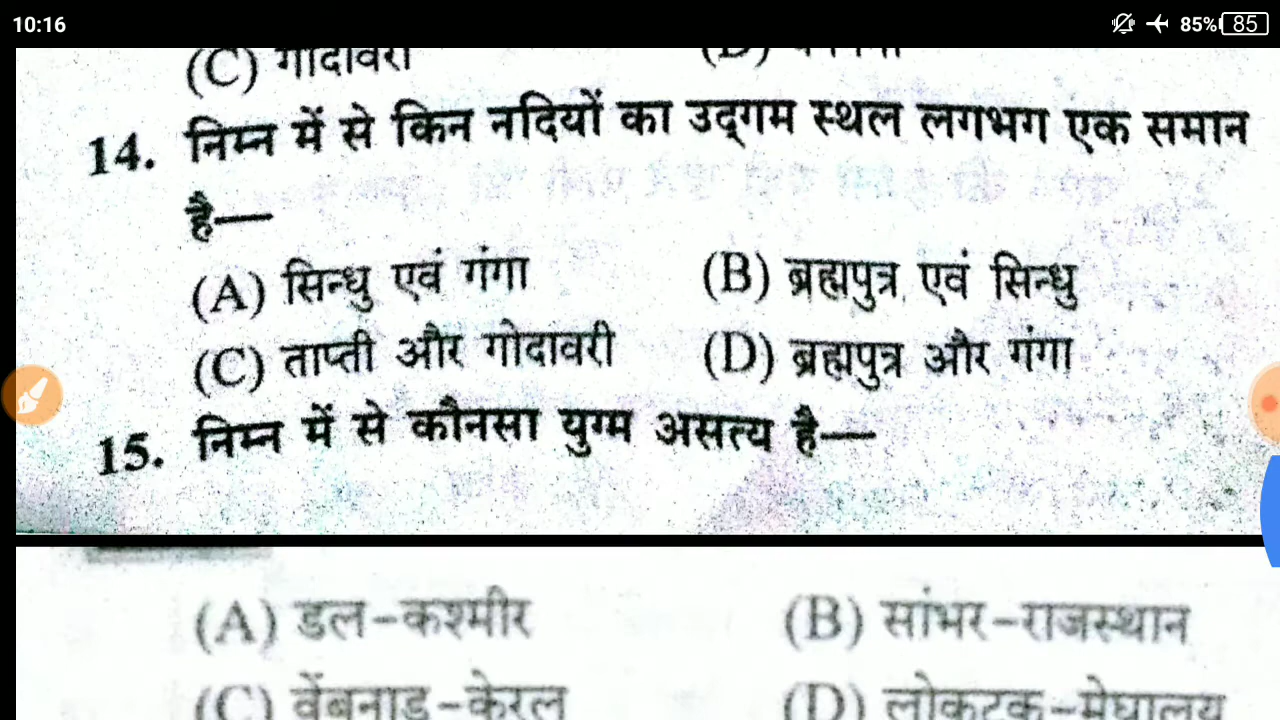 10:16 85% 85
(C) गोदावरी (D)
14. निम्न में से किन नदियों का उद्गम स्थल लगभग एक समान
है—
(A) सिन्धु एवं गंगा (B) ब्रह्मपुत्र एवं सिन्धु
(C) ताप्ती और गोदावरी (D) ब्रह्मपुत्र और गंगा
15. निम्न में से कौनसा युग्म असत्य है—
(A) डल-कश्मीर (B) सांभर-राजस्थान
(C) वेंबनाड-केरल (D) लोकटक-मेघालय